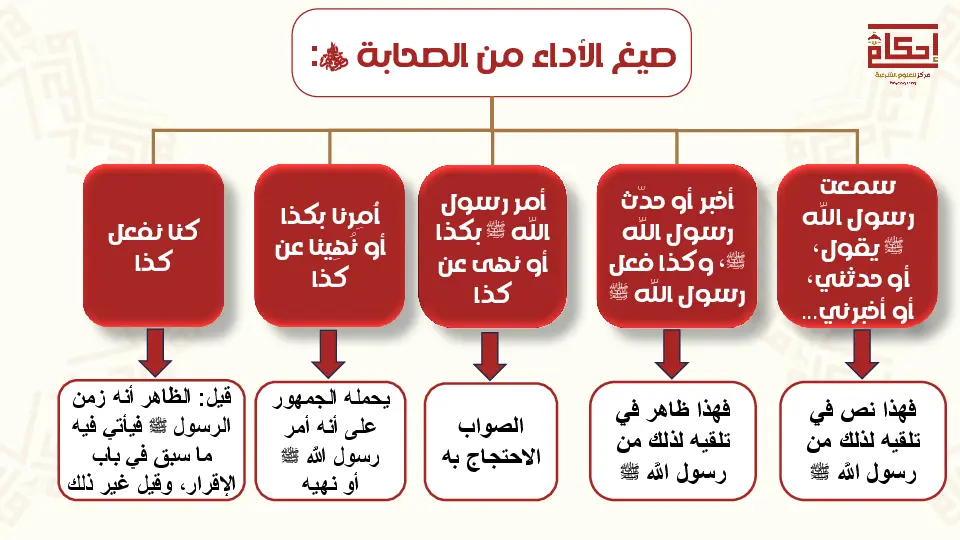 صيغ الأداء من الصحابة ﷺ:
إحكام
مركز للعلوم الشرعية
سمعت
رسول الله
ﷺ يقول،
أو حدثني،
أو أخبرني...
أخبر أو حدّث
رسول الله
ﷺ، وكذا فعل
رسول الله ﷺ
أمر رسول
الله ﷺ بكذا
أو نهى عن
كذا
أُمِرنا بكذا
أو نُهِينا عن
كذا
كنا نفعل
كذا
فهذا نص في
تلقيه لذلك من
رسول الله ﷺ
فهذا ظاهر في
تلقيه لذلك من
رسول الله ﷺ
الصواب
الاحتجاج به
يحمله الجمهور
على أنه أمر
رسول الله ﷺ
أو نهيه
قيل: الظاهر أنه زمن
الرسول ﷺ فيأتي فيه
ما سبق في باب
الإقرار، وقيل غير ذلك